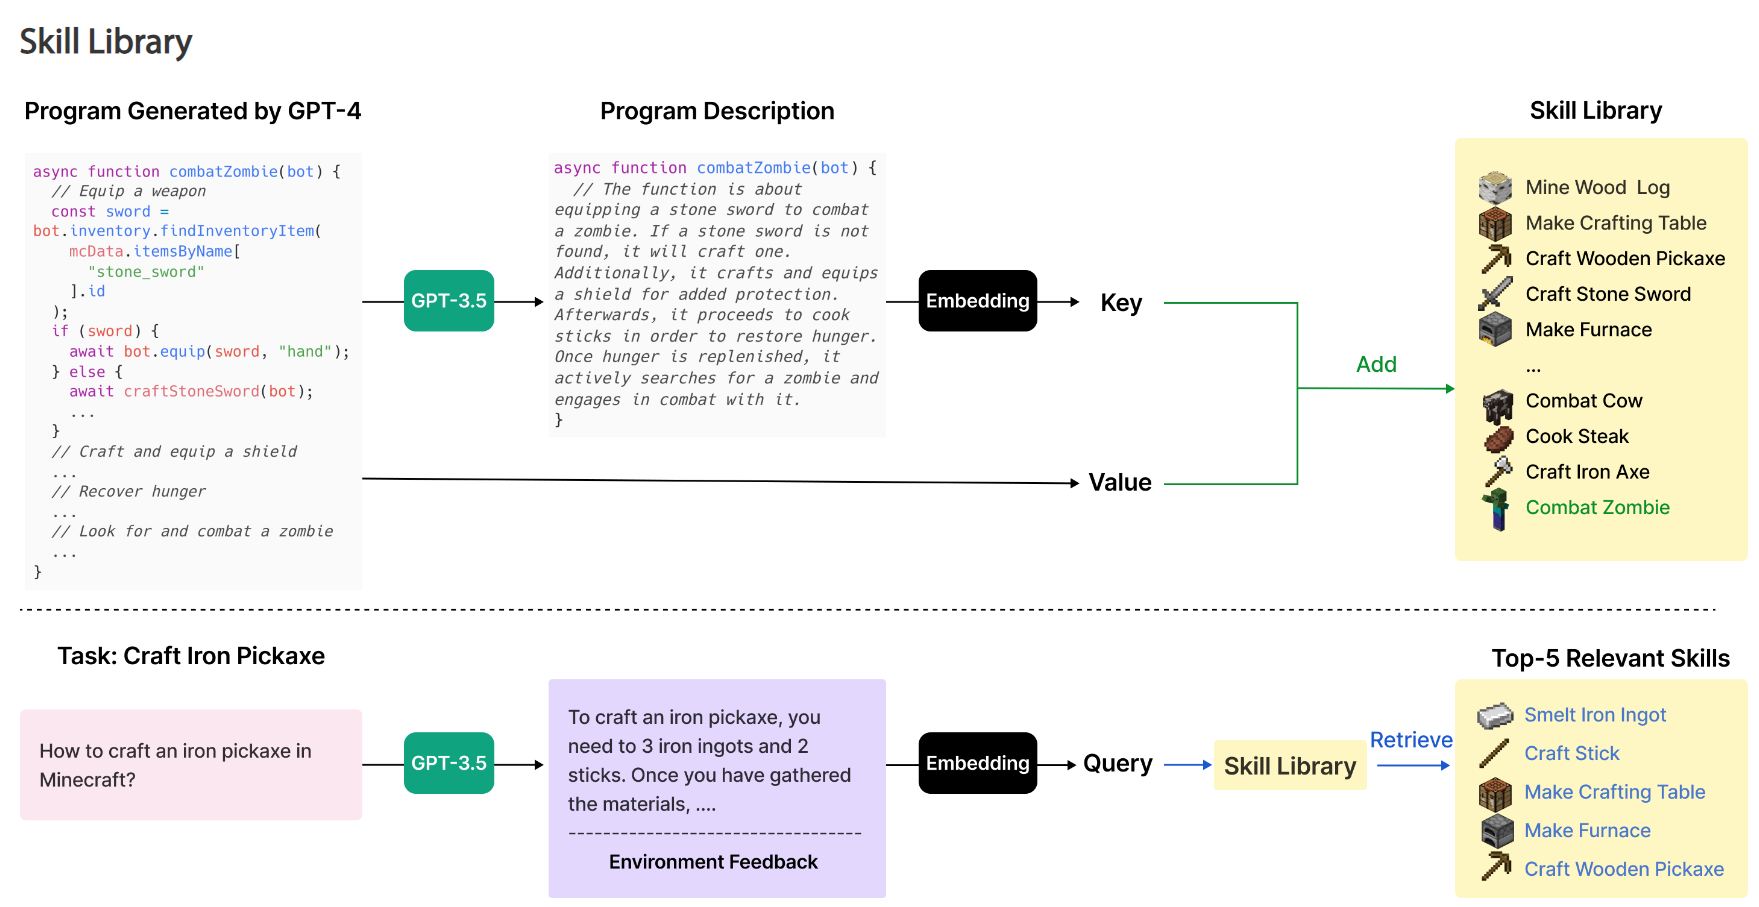 Skill Library
Program Generated by GPT-4
async function combatZombie(bot) {
// Equip a weapon
const sword =
bot.inventory.findInventoryItem(
mcData.itemsByName[
"stone_sword"
].id
);
if (sword) {
await bot.equip(sword, "hand");
} else {
await craftStoneSword(bot);
...
}
// Craft and equip a shield
...
// Recover hunger
...
// Look for and combat a zombie
...
}
GPT-3.5
Program Description
async function combatZombie(bot) {
// The function is about
equipping a stone sword to combat
a zombie. If a stone sword is not
found, it will craft one.
Additionally, it crafts and equips
a shield for added protection.
Afterwards, it proceeds to cook
sticks in order to restore hunger.
Once hunger is replenished, it
actively searches for a zombie and
engages in combat with it.
}
Embedding
Key
Value
Add
Skill Library
Mine Wood Log
Make Crafting Table
Craft Wooden Pickaxe
Craft Stone Sword
Make Furnace
...
Combat Cow
Cook Steak
Craft Iron Axe
Combat Zombie
Task: Craft Iron Pickaxe
How to craft an iron pickaxe in
Minecraft?
GPT-3.5
To craft an iron pickaxe, you
need to 3 iron ingots and 2
sticks. Once you have gathered
the materials, ....
Environment Feedback
Embedding
Query
Skill Library
Retrieve
Top-5 Relevant Skills
Smelt Iron Ingot
Craft Stick
Make Crafting Table
Make Furnace
Craft Wooden Pickaxe